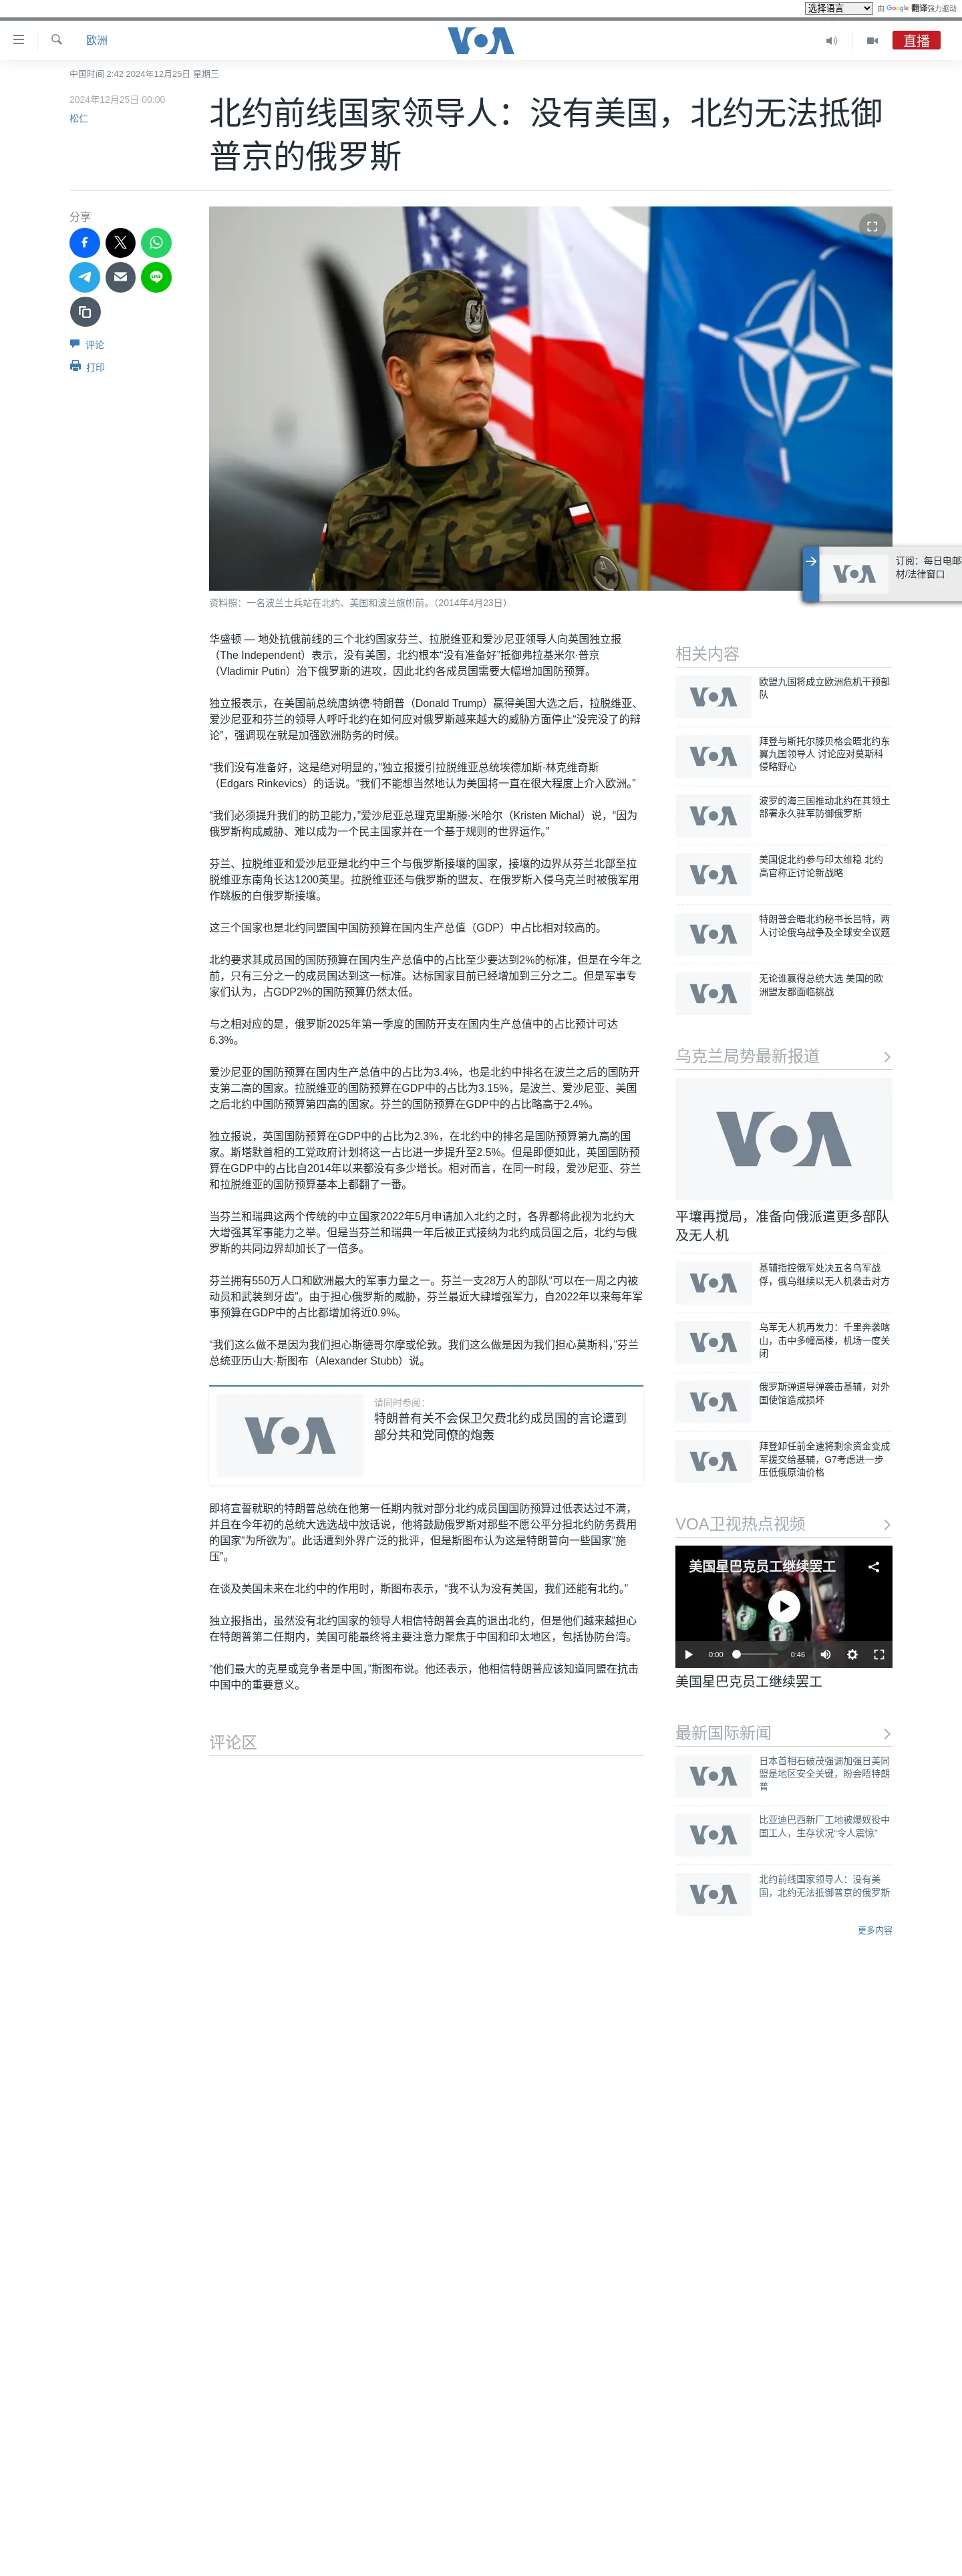 选择语言
由 Google 翻译强力驱动
欧洲
VOA
直播
中国时间 2:42 2024年12月25日 星期三
2024年12月25日 00:00
松仁
北约前线国家领导人：没有美国，北约无法抵御
普京的俄罗斯
分享
评论
打印
资料照：一名波兰士兵站在北约、美国和波兰旗帜前。（2014年4月23日）
订阅：每日电邮
材/法律窗口
华盛顿 — 地处抗俄前线的三个北约国家芬兰、拉脱维亚和爱沙尼亚领导人向英国独立报
（The Independent）表示，没有美国，北约根本“没有准备好”抵御弗拉基米尔·普京
（Vladimir Putin）治下俄罗斯的进攻，因此北约各成员国需要大幅增加国防预算。
独立报表示，在美国前总统唐纳德·特朗普（Donald Trump）赢得美国大选之后，拉脱维亚、
爱沙尼亚和芬兰的领导人呼吁北约在如何应对俄罗斯越来越大的威胁方面停止“没完没了的辩
论”，强调现在就是加强欧洲防务的时候。
“我们没有准备好，这是绝对明显的，”独立报援引拉脱维亚总统埃德加斯·林克维奇斯
（Edgars Rinkevics）的话说。“我们不能想当然地认为美国将一直在很大程度上介入欧洲。”
“我们必须提升我们的防卫能力，”爱沙尼亚总理克里斯滕·米哈尔（Kristen Michal）说，“因为
俄罗斯构成威胁、难以成为一个民主国家并在一个基于规则的世界运作。”
芬兰、拉脱维亚和爱沙尼亚是北约中三个与俄罗斯接壤的国家，接壤的边界从芬兰北部至拉
脱维亚东南角长达1200英里。拉脱维亚还与俄罗斯的盟友、在俄罗斯入侵乌克兰时被俄军用
作跳板的白俄罗斯接壤。
这三个国家也是北约同盟国中国防预算在国内生产总值（GDP）中占比相对较高的。
北约要求其成员国的国防预算在国内生产总值中的占比至少要达到2%的标准，但是在今年之
前，只有三分之一的成员国达到这一标准。达标国家目前已经增加到三分之二。但是军事专
家们认为，占GDP2%的国防预算仍然太低。
与之相对应的是，俄罗斯2025年第一季度的国防开支在国内生产总值中的占比预计可达
6.3%。
爱沙尼亚的国防预算在国内生产总值中的占比为3.4%，也是北约中排名在波兰之后的国防开
支第二高的国家。拉脱维亚的国防预算在GDP中的占比为3.15%，是波兰、爱沙尼亚、美国
之后北约中国防预算第四高的国家。芬兰的国防预算在GDP中的占比略高于2.4%。
独立报说，英国国防预算在GDP中的占比为2.3%，在北约中的排名是国防预算第九高的国
家。斯塔默首相的工党政府计划将这一占比进一步提升至2.5%。但是即便如此，英国国防预
算在GDP中的占比自2014年以来都没有多少增长。相对而言，在同一时段，爱沙尼亚、芬兰
和拉脱维亚的国防预算基本上都翻了一番。
当芬兰和瑞典这两个传统的中立国家2022年5月申请加入北约之时，各界都将此视为北约大
大增强其军事能力之举。但是当芬兰和瑞典一年后被正式接纳为北约成员国之后，北约与俄
罗斯的共同边界却加长了一倍多。
芬兰拥有550万人口和欧洲最大的军事力量之一。芬兰一支28万人的部队“可以在一周之内被
动员和武装到牙齿”。由于担心俄罗斯的威胁，芬兰最近大肆增强军力，自2022年以来每年军
事预算在GDP中的占比都增加将近0.9%。
“我们这么做不是因为我们担心斯德哥尔摩或伦敦。我们这么做是因为我们担心莫斯科，”芬兰
总统亚历山大·斯图布（Alexander Stubb）说。
VOA
请同时参阅：
特朗普有关不会保卫欠费北约成员国的言论遭到
部分共和党同僚的炮轰
即将宣誓就职的特朗普总统在他第一任期内就对部分北约成员国国防预算过低表达过不满，
并且在今年初的总统大选选战中放话说，他将鼓励俄罗斯对那些不愿公平分担北约防务费用
的国家“为所欲为”。此话遭到外界广泛的批评，但是斯图布认为这是特朗普向一些国家“施
压”。
在谈及美国未来在北约中的作用时，斯图布表示，“我不认为没有美国，我们还能有北约。”
独立报指出，虽然没有北约国家的领导人相信特朗普会真的退出北约，但是他们越来越担心
在特朗普第二任期内，美国可能最终将主要注意力聚焦于中国和印太地区，包括协防台湾。
“他们最大的克星或竞争者是中国，”斯图布说。他还表示，他相信特朗普应该知道同盟在抗击
中国中的重要意义。
评论区
相关内容
欧盟九国将成立欧洲危机干预部
队
拜登与斯托尔滕贝格会晤北约东
翼九国领导人 讨论应对莫斯科
侵略野心
波罗的海三国推动北约在其领土
部署永久驻军防御俄罗斯
美国促北约参与印太维稳 北约
高官称正讨论新战略
特朗普会晤北约秘书长吕特，两
人讨论俄乌战争及全球安全议题
无论谁赢得总统大选 美国的欧
洲盟友都面临挑战
乌克兰局势最新报道
VOA
平壤再搅局，准备向俄派遣更多部队
及无人机
基辅指控俄军处决五名乌军战
俘，俄乌继续以无人机袭击对方
乌军无人机再发力：千里奔袭喀
山，击中多幢高楼，机场一度关
闭
俄罗斯弹道导弹袭击基辅，对外
国使馆造成损坏
拜登卸任前全速将剩余资金变成
军援交给基辅，G7考虑进一步
压低俄原油价格
VOA卫视热点视频
美国星巴克员工继续罢工
0:00
0:46
美国星巴克员工继续罢工
最新国际新闻
日本首相石破茂强调加强日美同
盟是地区安全关键，盼会晤特朗
普
比亚迪巴西新厂工地被爆奴役中
国工人，生存状况“令人震惊”
北约前线国家领导人：没有美
国，北约无法抵御普京的俄罗斯
更多内容